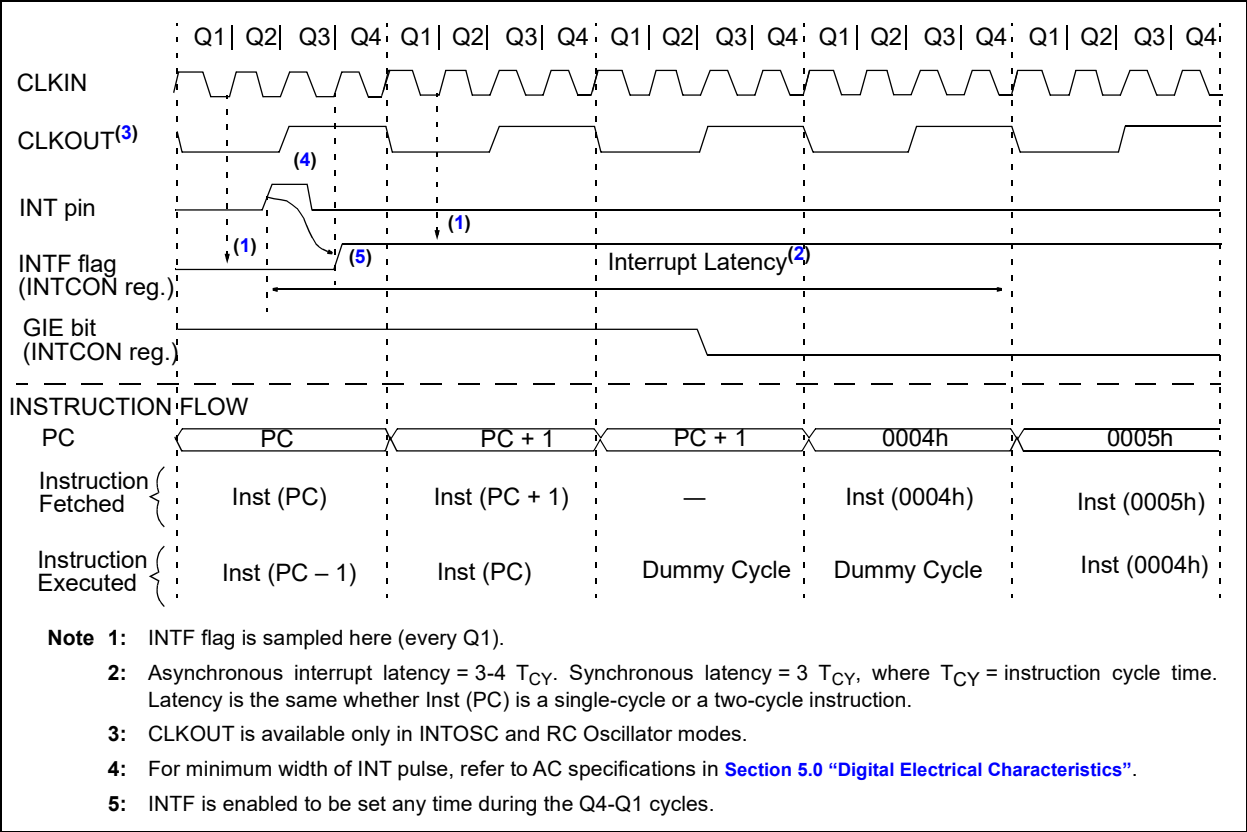 Q1| Q2| Q3| Q4 Q1 | Q2| Q3| Q4 Q1 | Q2| Q3| Q4 Q1 | Q2| Q3| Q4 Q1 | Q2| Q3| Q4
CLKIN
CLKOUT(3)
(4)
INT pin
(1)
(1)
(5)
INTF flag
(INTCON reg.)
Interrupt Latency(2)
GIE bit
(INTCON reg.)
INSTRUCTION FLOW
PC PC PC + 1 PC + 1 0004h 0005h
Instruction
Fetched
Inst (PC) Inst (PC + 1) — Inst (0004h) Inst (0005h)
Instruction
Executed
Inst (PC – 1) Inst (PC) Dummy Cycle Dummy Cycle Inst (0004h)
Note 1: INTF flag is sampled here (every Q1).
2: Asynchronous interrupt latency = 3-4 TCY. Synchronous latency = 3 TCY, where TCY = instruction cycle time.
Latency is the same whether Inst (PC) is a single-cycle or a two-cycle instruction.
3: CLKOUT is available only in INTOSC and RC Oscillator modes.
4: For minimum width of INT pulse, refer to AC specifications in Section 5.0 “Digital Electrical Characteristics”.
5: INTF is enabled to be set any time during the Q4-Q1 cycles.